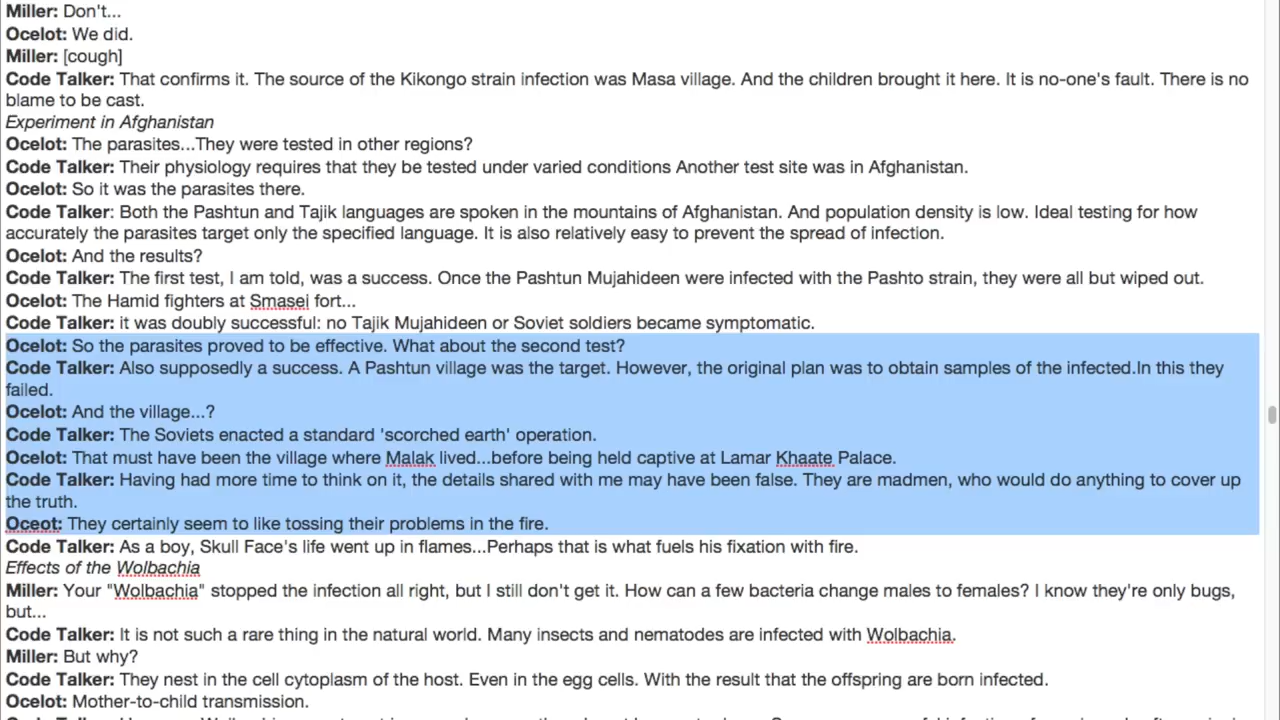 Miller: Don't...
Ocelot: We did.
Miller: [cough]
Code Talker: That confirms it. The source of the Kikongo strain infection was Masa village. And the children brought it here. It is no-one's fault. There is no
blame to be cast.
Experiment in Afghanistan
Ocelot: The parasites...They were tested in other regions?
Code Talker: Their physiology requires that they be tested under varied conditions Another test site was in Afghanistan.
Ocelot: So it was the parasites there.
Code Talker: Both the Pashtun and Tajik languages are spoken in the mountains of Afghanistan. And population density is low. Ideal testing for how
accurately the parasites target only the specified language. It is also relatively easy to prevent the spread of infection.
Ocelot: And the results?
Code Talker: The first test, I am told, was a success. Once the Pashtun Mujahideen were infected with the Pashto strain, they were all but wiped out.
Ocelot: The Hamid fighters at Smasei fort...
Code Talker: it was doubly successful: no Tajik Mujahideen or Soviet soldiers became symptomatic.
Ocelot: So the parasites proved to be effective. What about the second test?
Code Talker: Also supposedly a success. A Pashtun village was the target. However, the original plan was to obtain samples of the infected.In this they
failed.
Ocelot: And the village...?
Code Talker: The Soviets enacted a standard 'scorched earth' operation.
Ocelot: That must have been the village where Malak lived...before being held captive at Lamar Khaate Palace.
Code Talker: Having had more time to think on it, the details shared with me may have been false. They are madmen, who would do anything to cover up
the truth.
Oceot: They certainly seem to like tossing their problems in the fire.
Code Talker: As a boy, Skull Face's life went up in flames...Perhaps that is what fuels his fixation with fire.
Effects of the Wolbachia
Miller: Your "Wolbachia" stopped the infection all right, but I still don't get it. How can a few bacteria change males to females? I know they're only bugs,
but...
Code Talker: It is not such a rare thing in the natural world. Many insects and nematodes are infected with Wolbachia.
Miller: But why?
Code Talker: They nest in the cell cytoplasm of the host. Even in the egg cells. With the result that the offspring are born infected.
Ocelot: Mother-to-child transmission.